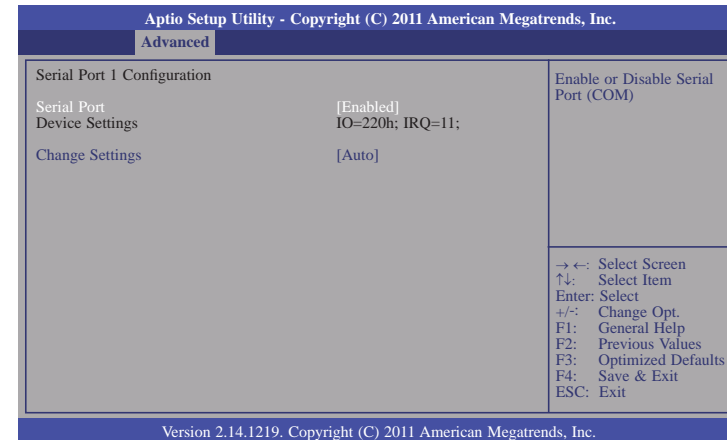 Aptio Setup Utility - Copyright (C) 2011 American Megatrends, Inc.
Advanced
Serial Port 1 Configuration
Serial Port [Enabled]
Device Settings IO=220h; IRQ=11;
Change Settings [Auto]
Enable or Disable Serial
Port (COM)
→ ←: Select Screen
↑↓: Select Item
Enter: Select
+/-: Change Opt.
F1: General Help
F2: Previous Values
F3: Optimized Defaults
F4: Save & Exit
ESC: Exit
Version 2.14.1219. Copyright (C) 2011 American Megatrends, Inc.